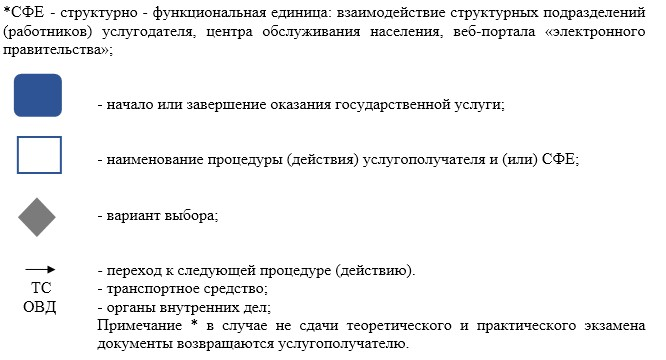 *СФЕ - структурно - функциональная единица: взаимодействие структурных подразделений
(работников) услугодателя, центра обслуживания населения, веб-портала «электронного
правительства»;
- начало или завершение оказания государственной услуги;
- наименование процедуры (действия) услугополучателя и (или) СФЕ;
- вариант выбора;
- переход к следующей процедуре (действию).
ТС - транспортное средство;
ОВД - органы внутренних дел;
Примечание * в случае не сдачи теоретического и практического экзамена
документы возвращаются услугополучателю.